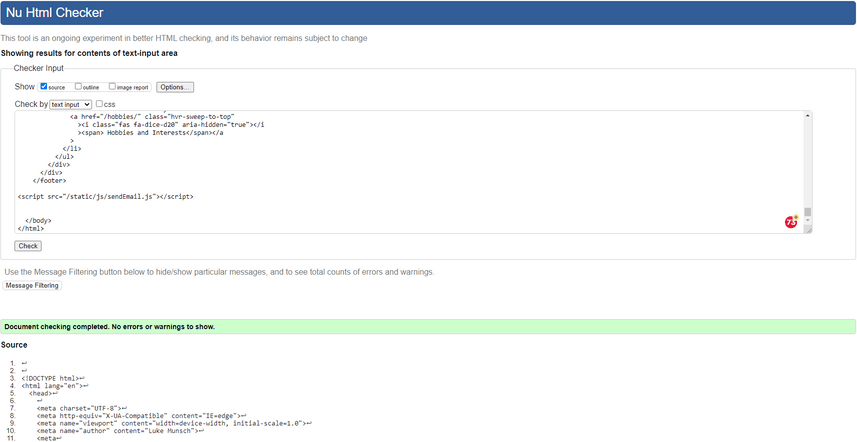 Nu Html Checker
This tool is an ongoing experiment in better HTML checking, and its behavior remains subject to change
Showing results for contents of text-input area
Checker Input
Show source outline image report Options...
Check by text input css
<a href="/hobbies/" class="hvr-sweep-to-top"
><i class="fas fa-dice-d20" aria-hidden="true"></i
><span> Hobbies and Interests</span></a
>
</li>
</ul>
</div>
</div>
</footer>
<script src="/static/js/sendEmail.js"></script>
</body>
</html>
73
Check
Use the Message Filtering button below to hide/show particular messages, and to see total counts of errors and warnings.
Message Filtering
Document checking completed. No errors or warnings to show.
Source
1. ↩
2. ↩
3. <!DOCTYPE html>↩
4. <html lang="en">↩
5. <head>↩
6. ↩
7. <meta charset="UTF-8">↩
8. <meta http-equiv="X-UA-Compatible" content="IE=edge">↩
9. <meta name="viewport" content="width=device-width, initial-scale=1.0">↩
10. <meta name="author" content="Luke Munsch">↩
11. <meta↩